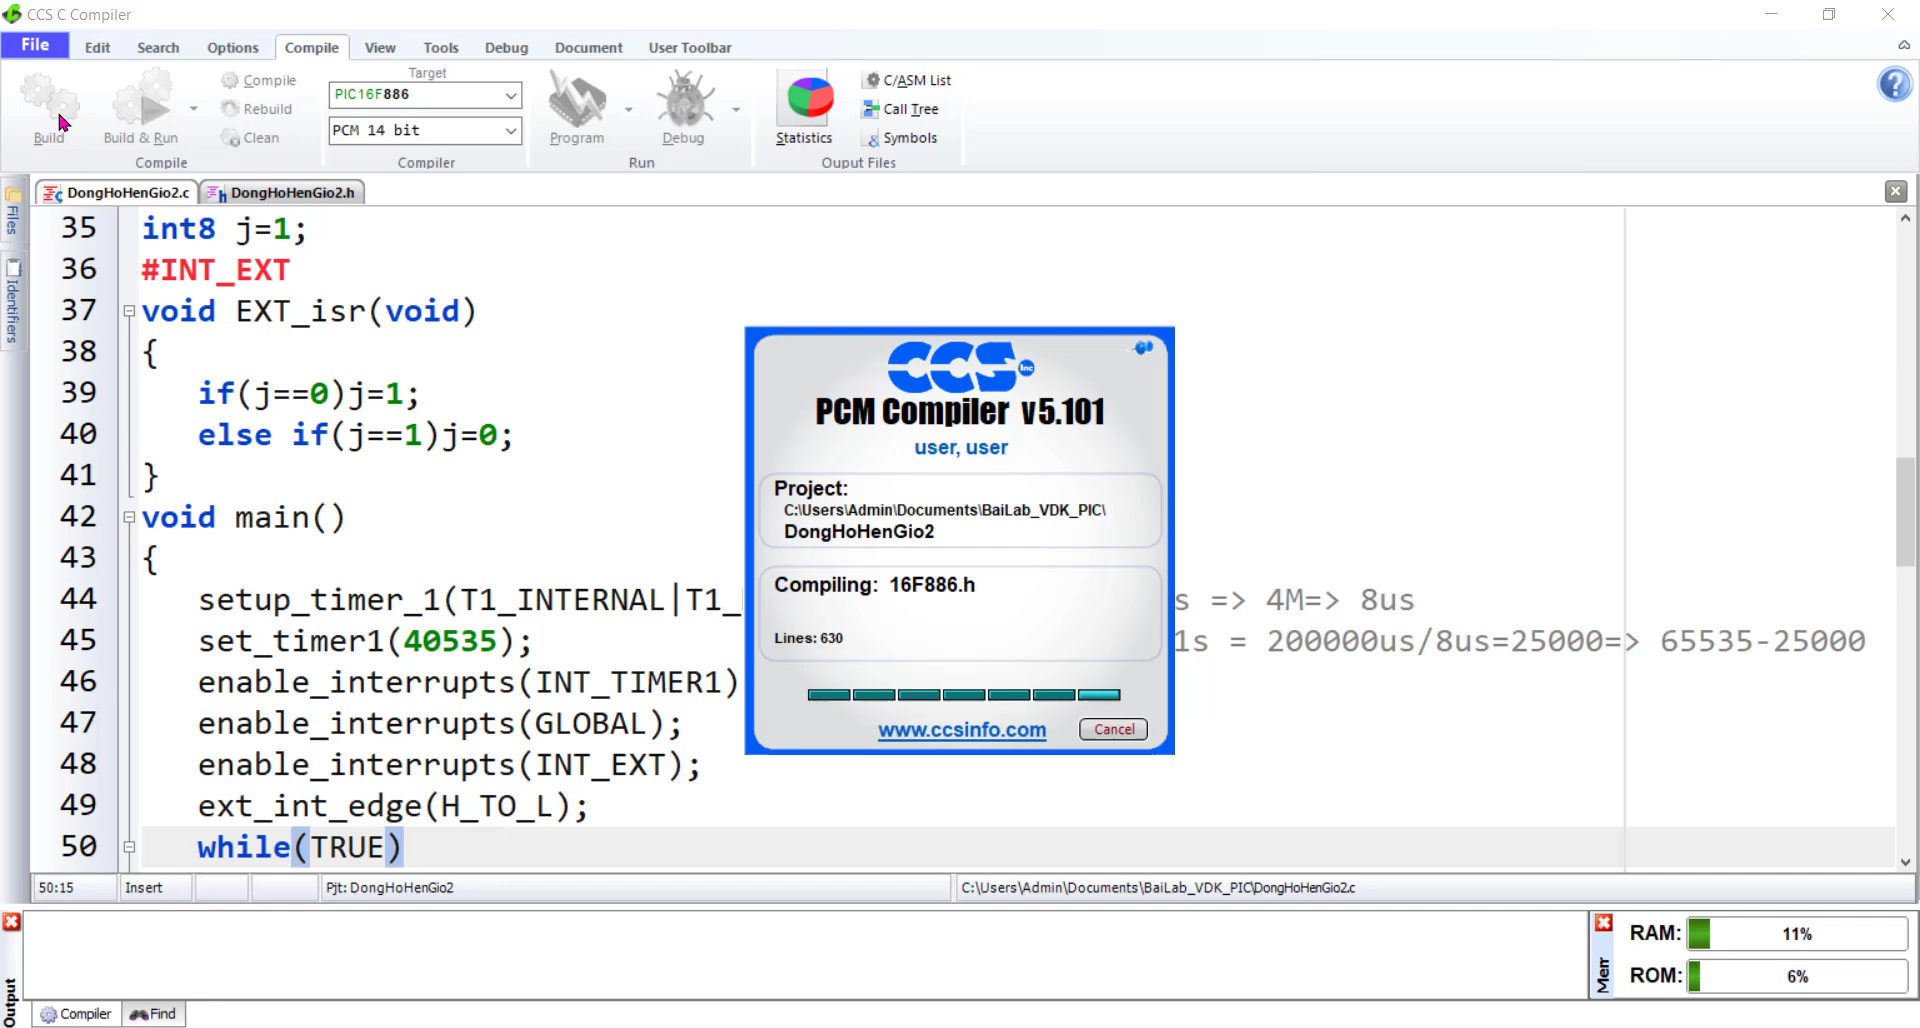 CCS C Compiler
File Edit Search Options Compile View Tools Debug Document User Toolbar
Build
Build & Run
Compile
Rebuild
Clean
Compile
Target
PIC16F886
PCM 14 bit
Compiler
Program
Debug
Run
Statistics
C/ASM List
Call Tree
Symbols
Ouput Files
Files
Identifiers
DongHoHenGio2.c
DongHoHenGio2.h
35 int8 j=1;
36 #INT_EXT
37 void EXT_isr(void)
38 {
39 if(j==0)j=1;
40 else if(j==1)j=0;
41 }
42 void main()
43 {
44 setup_timer_1(T1_INTERNAL|T1_ s => 4M=> 8us
45 set_timer1(40535); 1s = 200000us/8us=25000=> 65535-25000
46 enable_interrupts(INT_TIMER1)
47 enable_interrupts(GLOBAL);
48 enable_interrupts(INT_EXT);
49 ext_int_edge(H_TO_L);
50 while(TRUE)
CCS Inc
PCM Compiler v5.101
user, user
Project:
C:\Users\Admin\Documents\BaiLab_VDK_PIC\
DongHoHenGio2
Compiling: 16F886.h
Lines: 630
www.ccsinfo.com
Cancel
50:15 Insert Pjt: DongHoHenGio2 C:\Users\Admin\Documents\BaiLab_VDK_PIC\DongHoHenGio2.c
Output
Compiler
Find
RAM: 11%
ROM: 6%